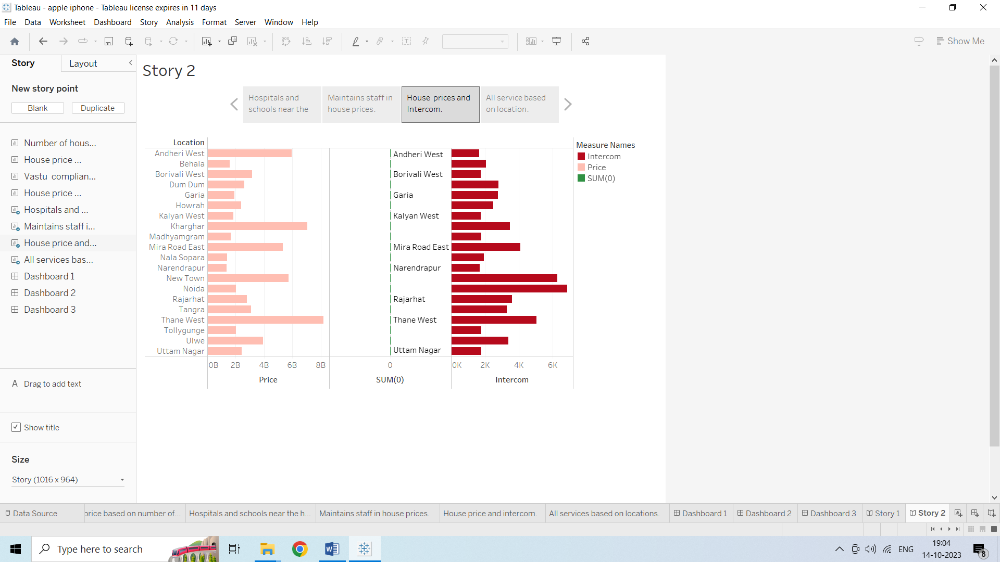 Tableau - apple iphone - Tableau license expires in 11 days
File Data Worksheet Dashboard Story Analysis Format Server Window Help
Show Me
Story Layout
New story point
Blank Duplicate
Number of hous...
House price ...
Vastu complian...
House price ...
Hospitals and ...
Maintains staff i...
House price and...
All services bas...
Dashboard 1
Dashboard 2
Dashboard 3
A Drag to add text
Show title
Size
Story (1016 x 964)
Story 2
Hospitals and
schools near the
Maintains staff in
house prices.
House prices and
Intercom.
All service based
on location.
Location
Andheri West
Behala
Borivali West
Dum Dum
Garia
Howrah
Kalyan West
Kharghar
Madhyamgram
Mira Road East
Nala Sopara
Narendrapur
New Town
Noida
Rajarhat
Tangra
Thane West
Tollygunge
Ulwe
Uttam Nagar
Andheri West
Borivali West
Garia
Kalyan West
Mira Road East
Narendrapur
Rajarhat
Thane West
Uttam Nagar
0B 2B 4B 6B 8B
0
0K 2K 4K 6K
Price
SUM(0)
Intercom
Measure Names
Intercom
Price
SUM(0)
Data Source
price based on number of... Hospitals and schools near the h... Maintains staff in house prices. House price and intercom. All services based on locations. Dashboard 1 Dashboard 2 Dashboard 3 Story 1 Story 2
Type here to search
ENG
19:04
14-10-2023
8